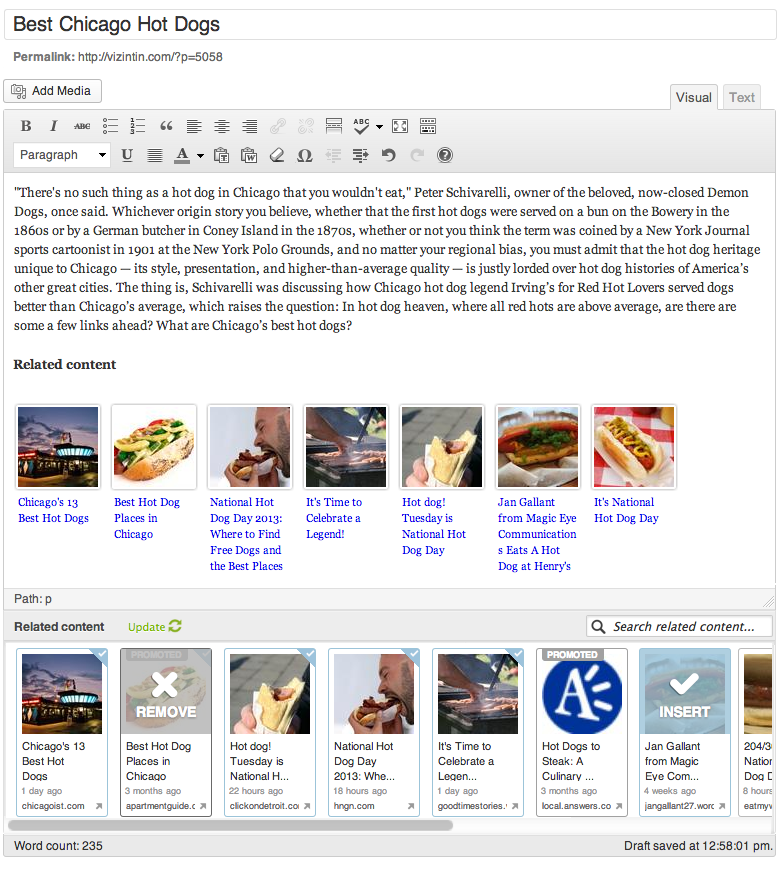 Best Chicago Hot Dogs
Permalink: http://vizintin.com/?p=5058
Add Media
Visual Text
B I ABC ABC
Paragraph U A T W Ω
"There's no such thing as a hot dog in Chicago that you wouldn't eat," Peter Schivarelli, owner of the beloved, now-closed Demon
Dogs, once said. Whichever origin story you believe, whether that the first hot dogs were served on a bun on the Bowery in the
1860s or by a German butcher in Coney Island in the 1870s, whether or not you think the term was coined by a New York Journal
sports cartoonist in 1901 at the New York Polo Grounds, and no matter your regional bias, you must admit that the hot dog heritage
unique to Chicago — its style, presentation, and higher-than-average quality — is justly lorded over hot dog histories of America's
other great cities. The thing is, Schivarelli was discussing how Chicago hot dog legend Irving's for Red Hot Lovers served dogs
better than Chicago's average, which raises the question: In hot dog heaven, where all red hots are above average, are there are
some a few links ahead? What are Chicago's best hot dogs?
Related content
Chicago's 13
Best Hot Dogs
Best Hot Dog
Places in
Chicago
National Hot
Dog Day 2013:
Where to Find
Free Dogs and
the Best Places
It's Time to
Celebrate a
Legend!
Hot dog!
Tuesday is
National Hot
Dog Day
Jan Gallant
from Magic Eye
Communication
s Eats A Hot
Dog at Henry's
It's National
Hot Dog Day
Path: p
Related content Update Search related content...
Chicago's 13
Best Hot
Dogs
1 day ago
chicagoist.com
PROMOTED
REMOVE
Best Hot Dog
Places in
Chicago
3 months ago
apartmentguide.c
Hot dog!
Tuesday is
National H...
22 hours ago
clickondetroit.co
National Hot
Dog Day
2013: Whe...
18 hours ago
hngn.com
It's Time to
Celebrate a
Legen...
1 day ago
goodtimestories.
PROMOTED
A
Hot Dogs to
Steak: A
Culinary ...
3 months ago
local.answers.co
INSERT
Jan Gallant
from Magic
Eye Com...
4 weeks ago
jangallant27.word
204/3
Nation
Dog D
8 hours
eatmyw
Word count: 235 Draft saved at 12:58:01 pm.